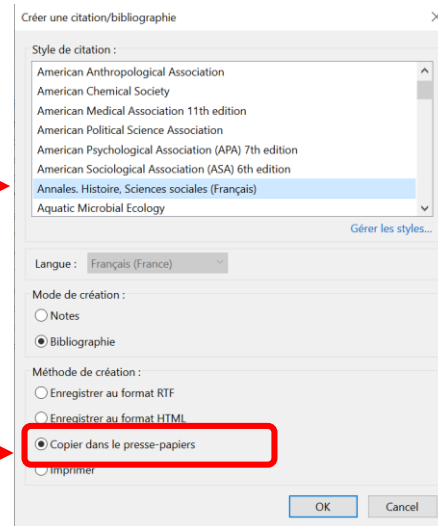 Créer une citation/bibliographie
Style de citation :
American Anthropological Association
American Chemical Society
American Medical Association 11th edition
American Political Science Association
American Psychological Association (APA) 7th edition
American Sociological Association (ASA) 6th edition
Annales. Histoire, Sciences sociales (Français)
Aquatic Microbial Ecology
Gérer les styles...
Langue : Français (France)
Mode de création :
Notes
Bibliographie
Méthode de création :
Enregistrer au format RTF
Enregistrer au format HTML
Copier dans le presse-papiers
Imprimer
OK Cancel